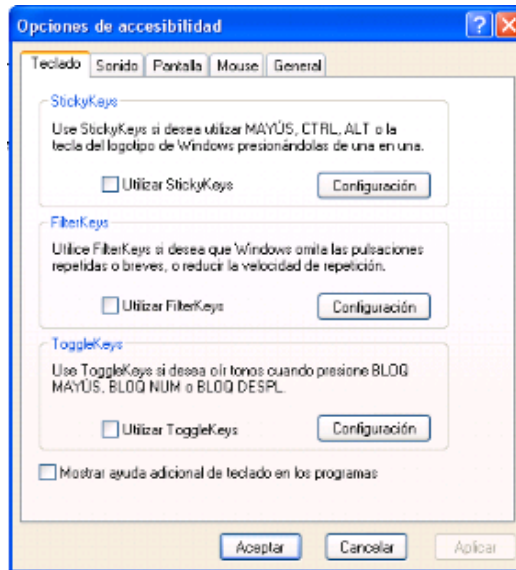 Opciones de accesibilidad
Teclado Sonido Pantalla Mouse General
StickyKeys
Use StickyKeys si desea utilizar MAYÚS, CTRL, ALT o la
tecla del logotipo de Windows presionándolas de una en una.
Utilizar StickyKeys Configuración
FilterKeys
Utilice FilterKeys si desea que Windows omita las pulsaciones
repetidas o breves, o reducir la velocidad de repetición.
Utilizar FilterKeys Configuración
ToggleKeys
Use ToggleKeys si desea oír tonos cuando presione BLOQ
MAYÚS, BLOQ NUM o BLOQ DESPL.
Utilizar ToggleKeys Configuración
Mostrar ayuda adicional de teclado en los programas
Aceptar Cancelar Aplicar